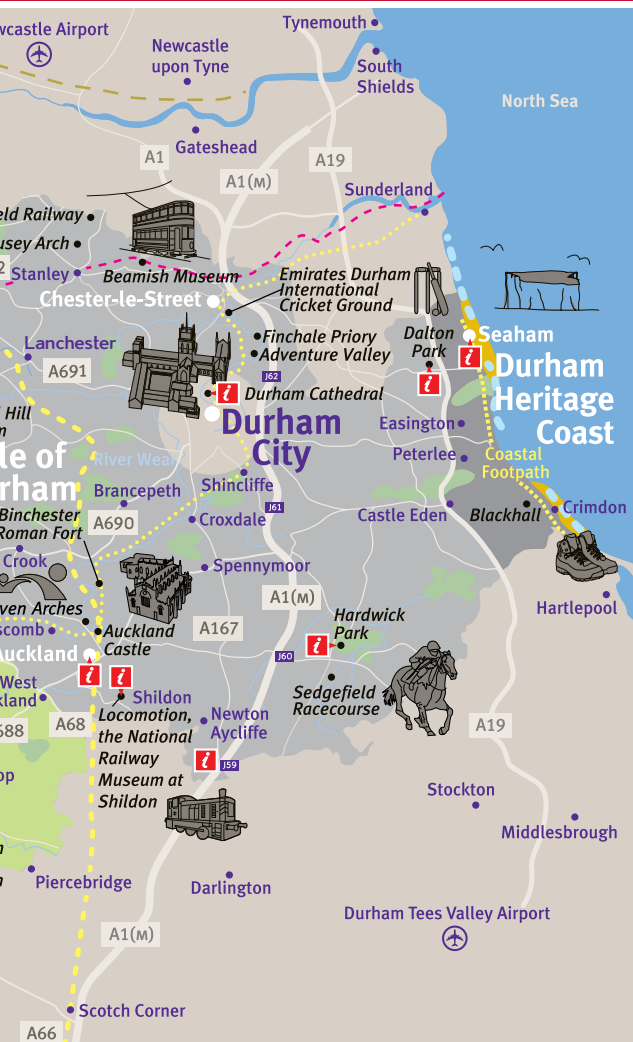 Tynemouth
wcastle Airport
Newcastle
upon Tyne
South
Shields
North Sea
Gateshead
A1
A19
A1(M)
Sunderland
eld Railway
usey Arch
2
Stanley
Beamish Museum
Chester-le-Street
Emirates Durham
International
Cricket Ground
Lanchester
A691
Finchale Priory
Adventure Valley
J62
Dalton
Park
i
i
Seaham
Durham
Heritage
Coast
i
Durham Cathedral
Durham
City
Hill
m
le of
rham
River Wear
Easington
Peterlee
Coastal
Footpath
Shincliffe
Brancepeth
J61
Binchester
Roman Fort
A690
Croxdale
Castle Eden
Blackhall
Crimdon
Crook
Spennymoor
A1(M)
Hartlepool
ven Arches
scomb
Auckland
Castle
A167
Hardwick
Park
i
J60
Auckland
i
i
West
kland
Shildon
Sedgefield
Racecourse
688
A68
Locomotion,
the National
Railway
Museum at
Shildon
Newton
Aycliffe
A19
i
J59
op
Stockton
Middlesbrough
n
n
Piercebridge
Darlington
Durham Tees Valley Airport
A1(M)
Scotch Corner
A66